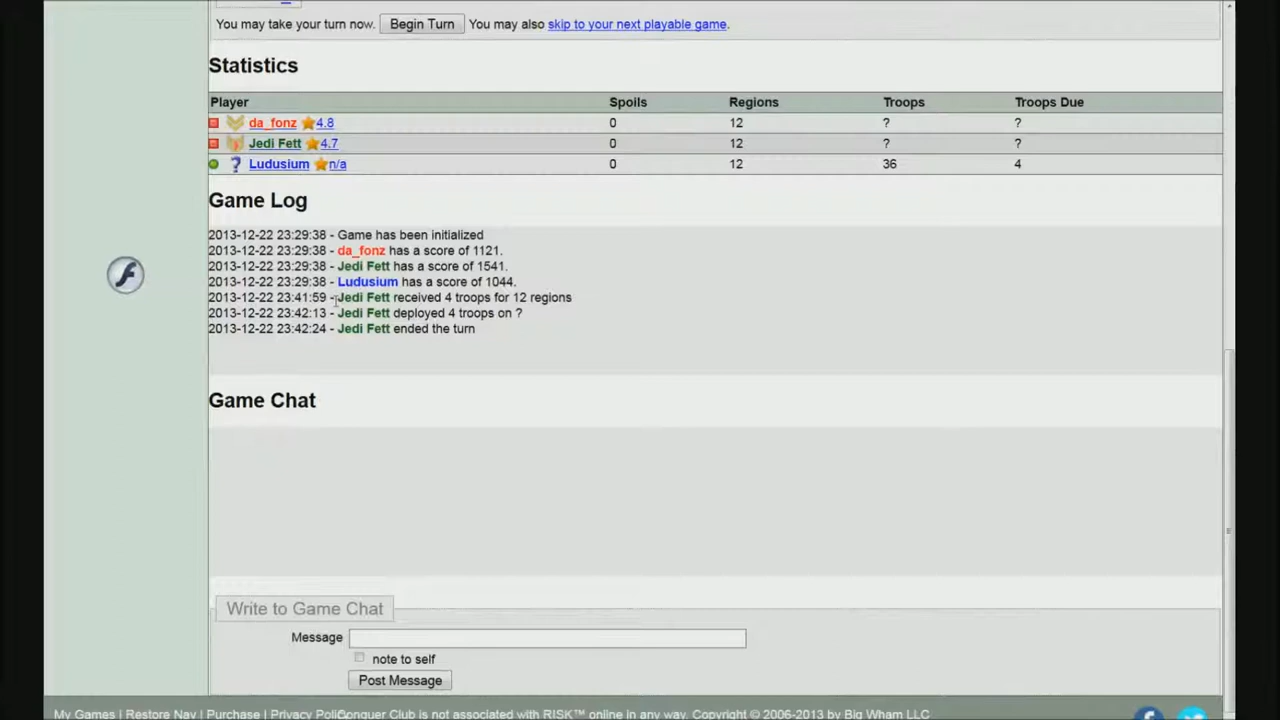 You may take your turn now. Begin Turn You may also skip to your next playable game.
Statistics
Player Spoils Regions Troops Troops Due
da_fonz 4.8 0 12 ? ?
Jedi Fett 4.7 0 12 ? ?
? Ludusium n/a 0 12 36 4
Game Log
2013-12-22 23:29:38 - Game has been initialized
2013-12-22 23:29:38 - da_fonz has a score of 1121.
2013-12-22 23:29:38 - Jedi Fett has a score of 1541.
2013-12-22 23:29:38 - Ludusium has a score of 1044.
2013-12-22 23:41:59 - Jedi Fett received 4 troops for 12 regions
2013-12-22 23:42:13 - Jedi Fett deployed 4 troops on ?
2013-12-22 23:42:24 - Jedi Fett ended the turn
Game Chat
Write to Game Chat
Message
note to self
Post Message
My Games | Restore Nav | Purchase | Privacy Conquer Club is not associated with RISK™ online in any way. Copyright © 2006-2013 by Big Wham LLC